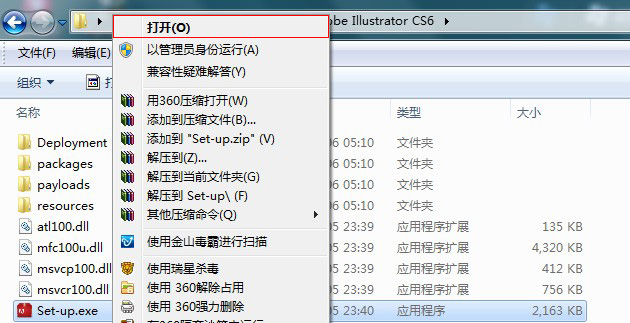 打开(O)
obe Illustrator CS6
文件(F)
以管理员身份运行(A)
兼容性疑难解答(Y)
组织
用360压缩打开(W)
名称
类型
大小
添加到压缩文件(B)...
Deployment
添加到 "Set-up.zip" (V)
06 05:10
文件夹
packages
解压到(Z)...
06 05:10
文件夹
payloads
解压到当前文件夹(G)
06 05:10
文件夹
resources
解压到 Set-up\ (F)
06 05:10
文件夹
其他压缩命令(Q)
atl100.dll
05 23:39
应用程序扩展
135 KB
mfc100u.dll
使用金山毒霸进行扫描
05 23:39
应用程序扩展
4,320 KB
msvcp100.dll
使用瑞星杀毒
05 23:39
应用程序扩展
412 KB
msvcr100.dll
使用 360解除占用
05 23:39
应用程序扩展
756 KB
Set-up.exe
使用 360强力删除
05 23:40
应用程序
2,163 KB